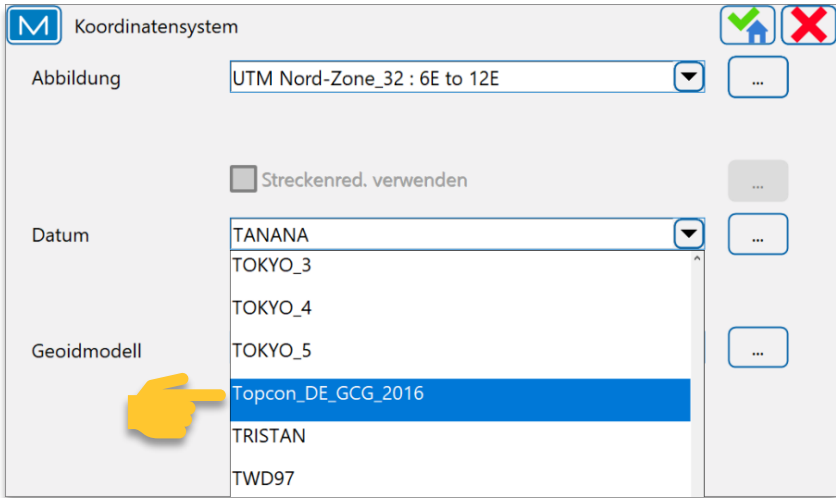 M Koordinatensystem
Abbildung UTM Nord-Zone_32 : 6E to 12E ...
Streckenred. verwenden ...
Datum TANANA ...
TOKYO_3
TOKYO_4
Geoidmodell TOKYO_5 ...
Topcon_DE_GCG_2016
TRISTAN
TWD97